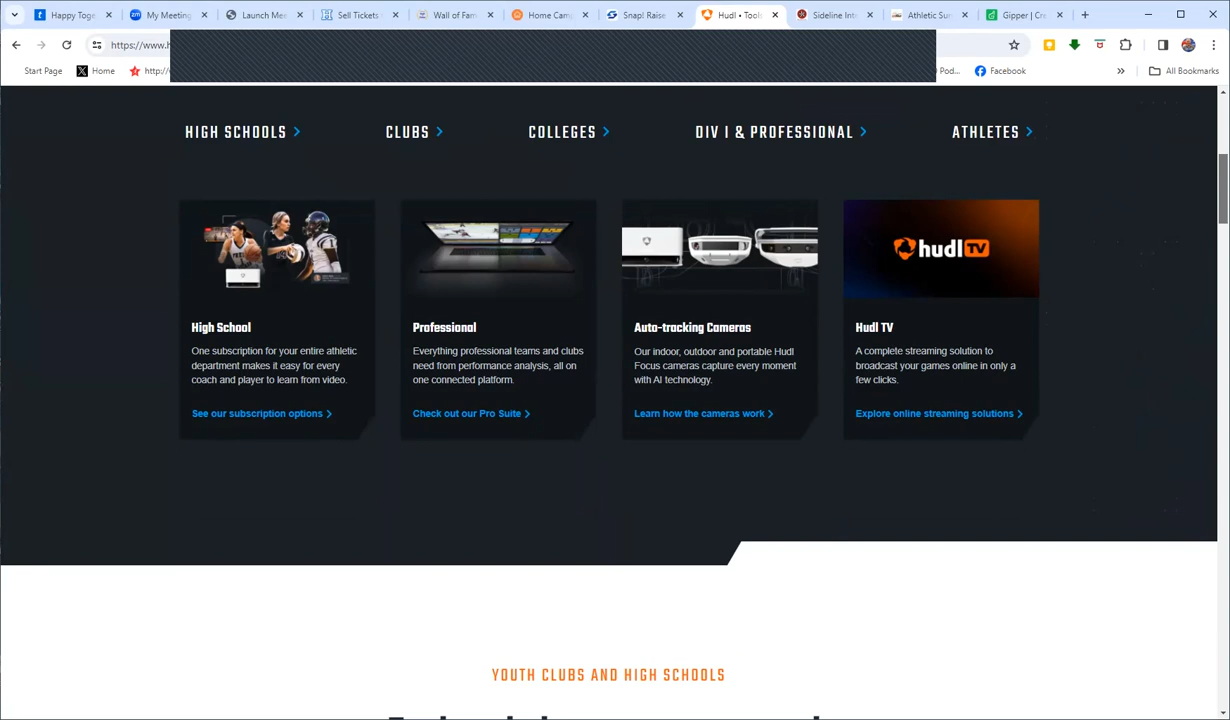 Happy Toge
My Meeting
Launch Mee
Sell Tickets
Wall of Fam
Home Cam
Snap! Raise
Hudl • Tools
Sideline Inte
Athletic Sur
Gipper | Cre
https://www.h
Start Page
Home
http://
Pod...
Facebook
All Bookmarks
HIGH SCHOOLS
CLUBS
COLLEGES
DIV I & PROFESSIONAL
ATHLETES
hudl TV
High School
One subscription for your entire athletic
department makes it easy for every
coach and player to learn from video.
See our subscription options
Professional
Everything professional teams and clubs
need from performance analysis, all on
one connected platform.
Check out our Pro Suite
Auto-tracking Cameras
Our indoor, outdoor and portable Hudl
Focus cameras capture every moment
with AI technology.
Learn how the cameras work
Hudl TV
A complete streaming solution to
broadcast your games online in only a
few clicks.
Explore online streaming solutions
YOUTH CLUBS AND HIGH SCHOOLS